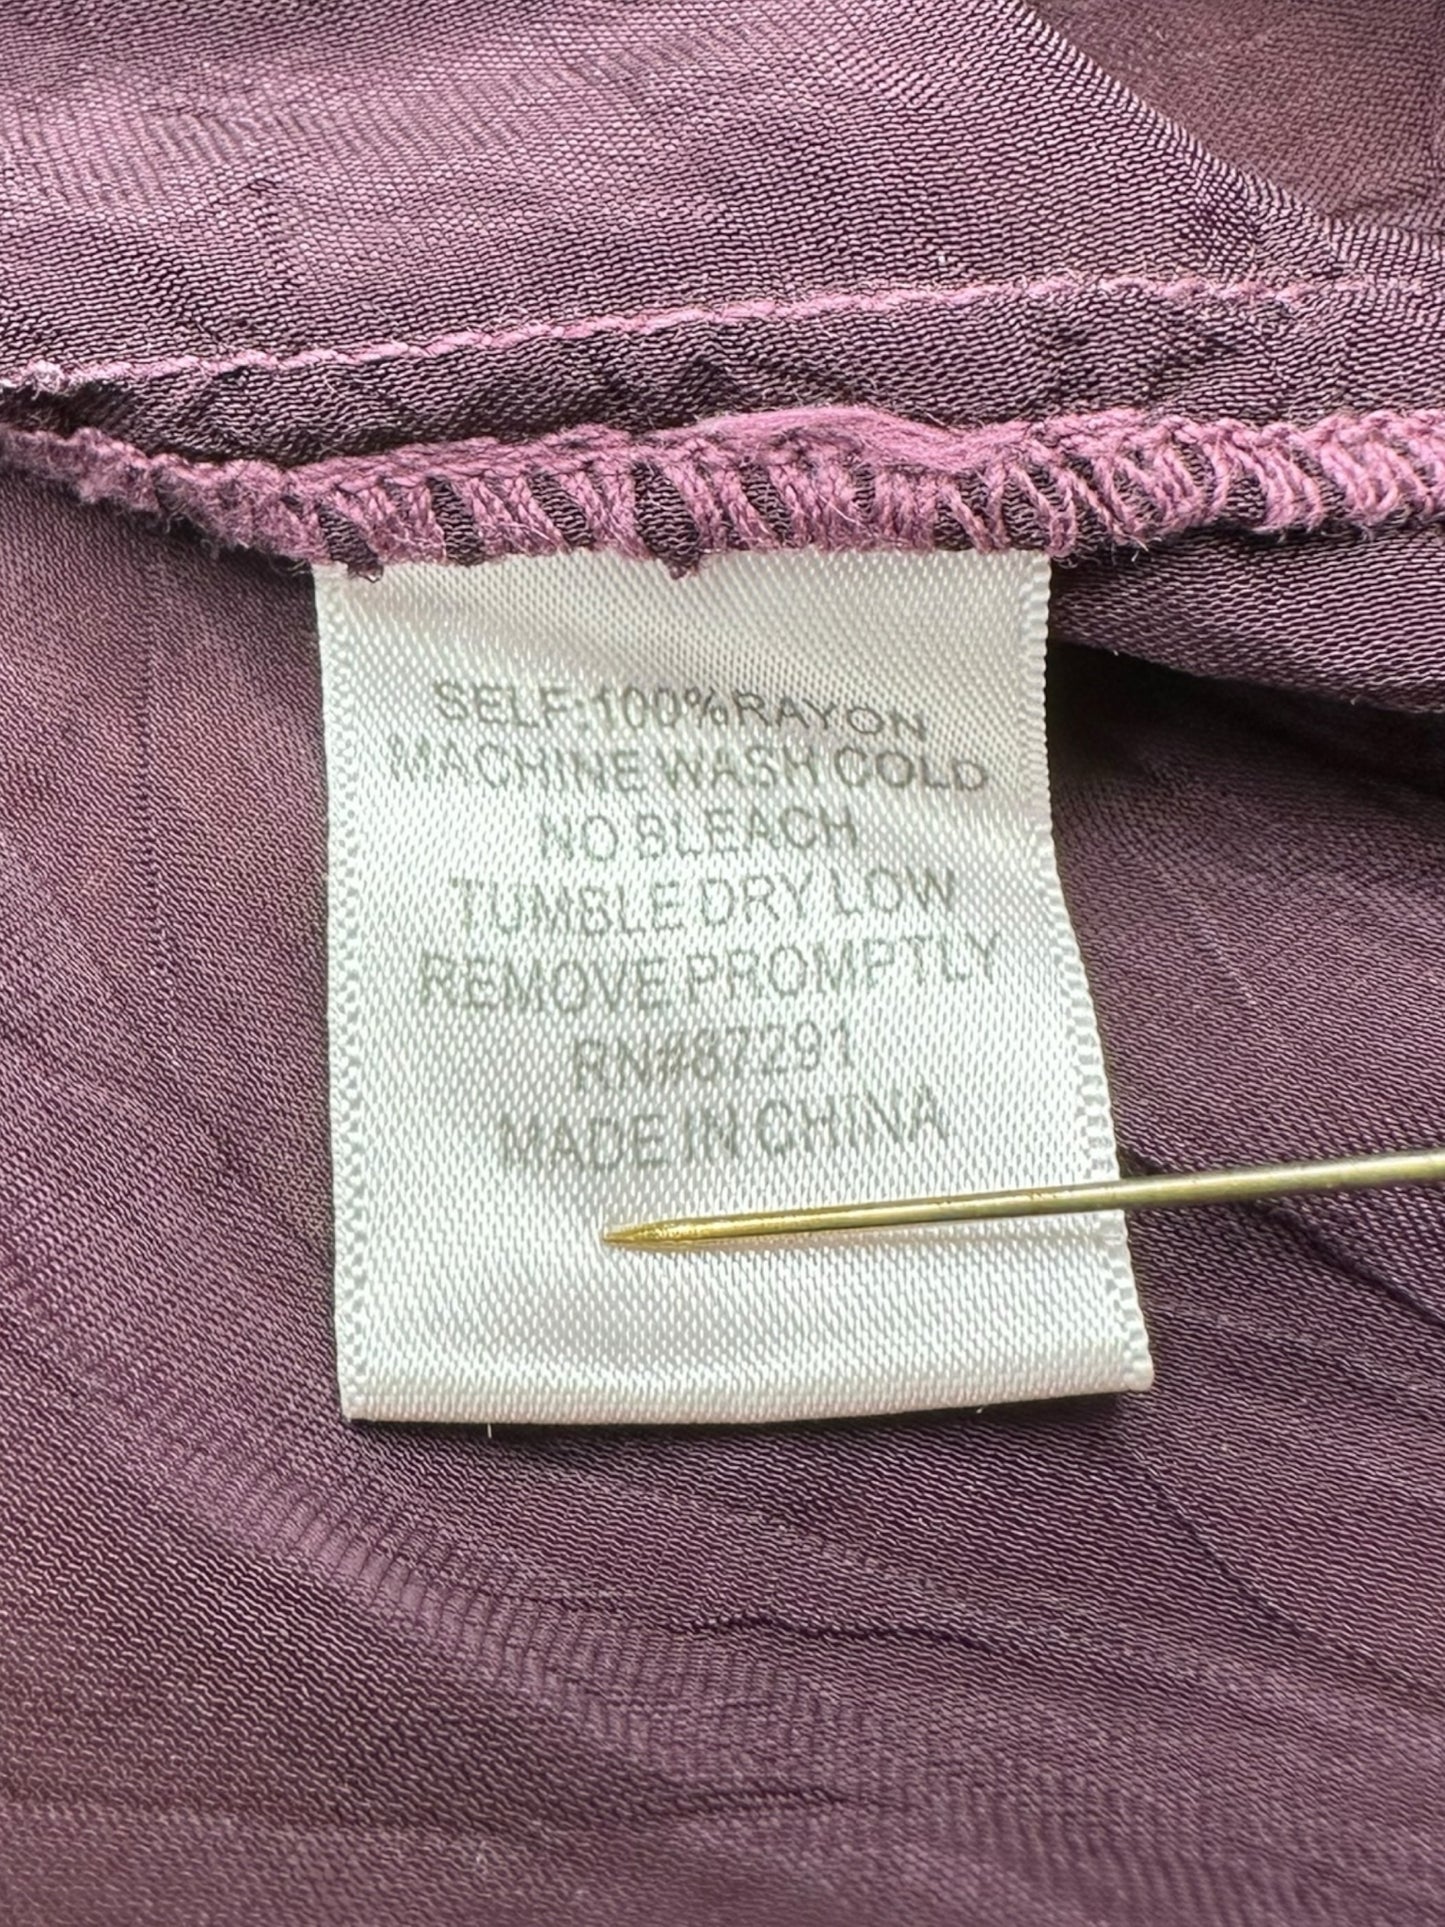 SELF:100%RAYON
MACHINE WASH COLD
NO BLEACH
TUMBLE DRY LOW
REMOVE PROMPTLY
RN#87291
MADE IN CHINA